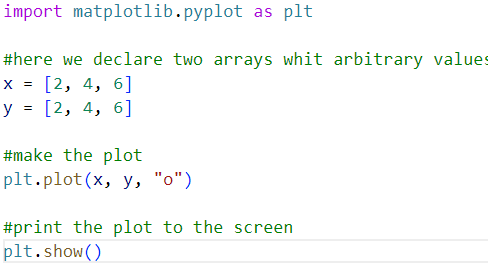 import matplotlib.pyplot as plt
#here we declare two arrays whit arbitrary values
x = [2, 4, 6]
y = [2, 4, 6]
#make the plot
plt.plot(x, y, "o")
#print the plot to the screen
plt.show()